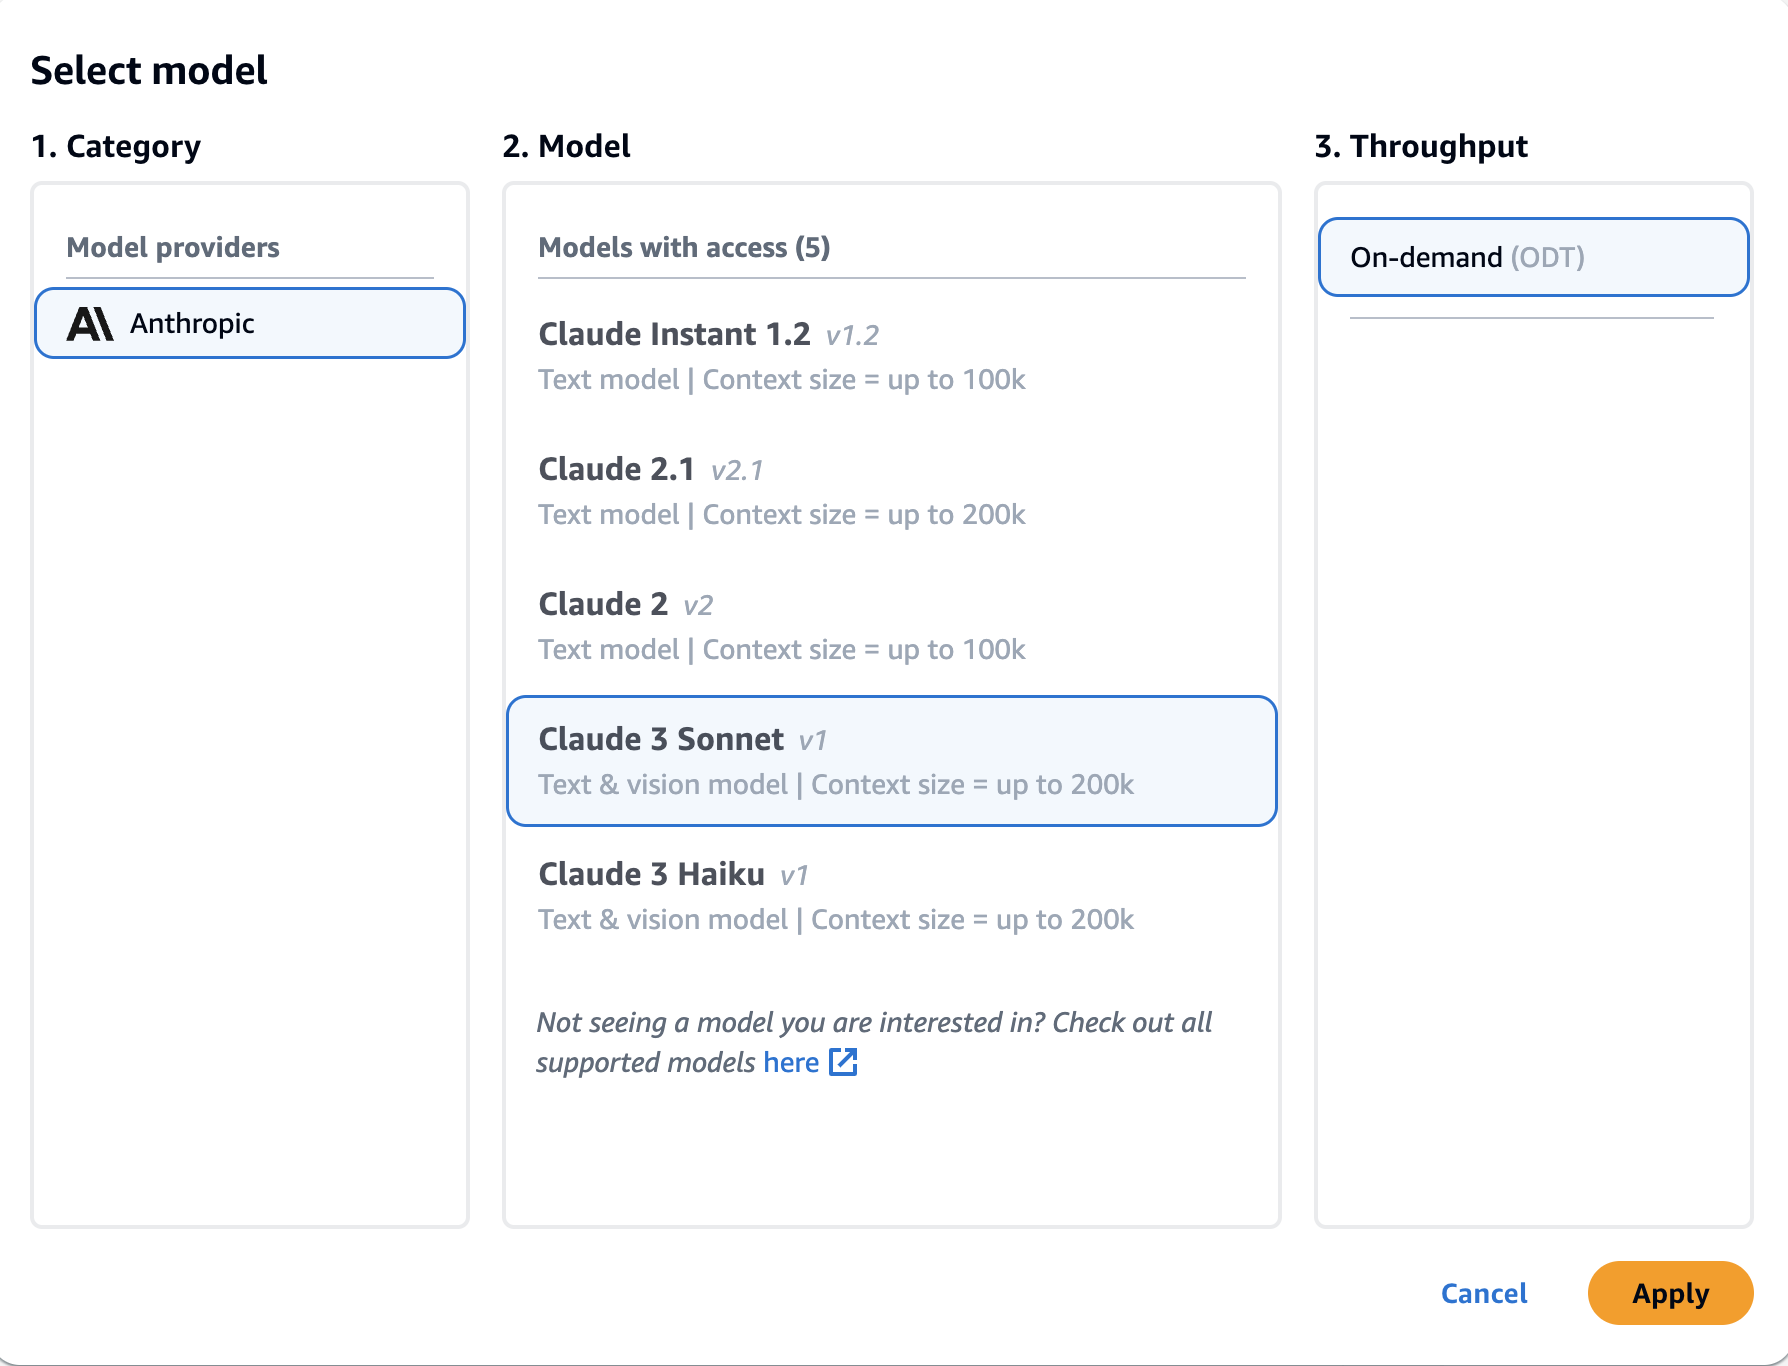 Select model
1. Category
Model providers
Anthropic
2. Model
Models with access (5)
Claude Instant 1.2 v1.2
Text model | Context size = up to 100k
Claude 2.1 v2.1
Text model | Context size = up to 200k
Claude 2 v2
Text model | Context size = up to 100k
Claude 3 Sonnet v1
Text & vision model | Context size = up to 200k
Claude 3 Haiku v1
Text & vision model | Context size = up to 200k
Not seeing a model you are interested in? Check out all
supported models here
3. Throughput
On-demand (ODT)
Cancel
Apply